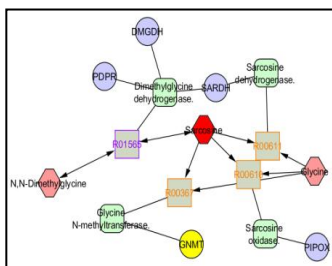 DMGDH
PDPR
SARDH
Dimethylglycine
dehydrogenase.
Sarcosine
dehydrogenase.
R01565
Sarcosine
R00611
N,N-Dimethylglycine
R00367
R00610
Glycine
Glycine
N-methyltransferase.
GNMT
Sarcosine
oxidase.
PIPOX